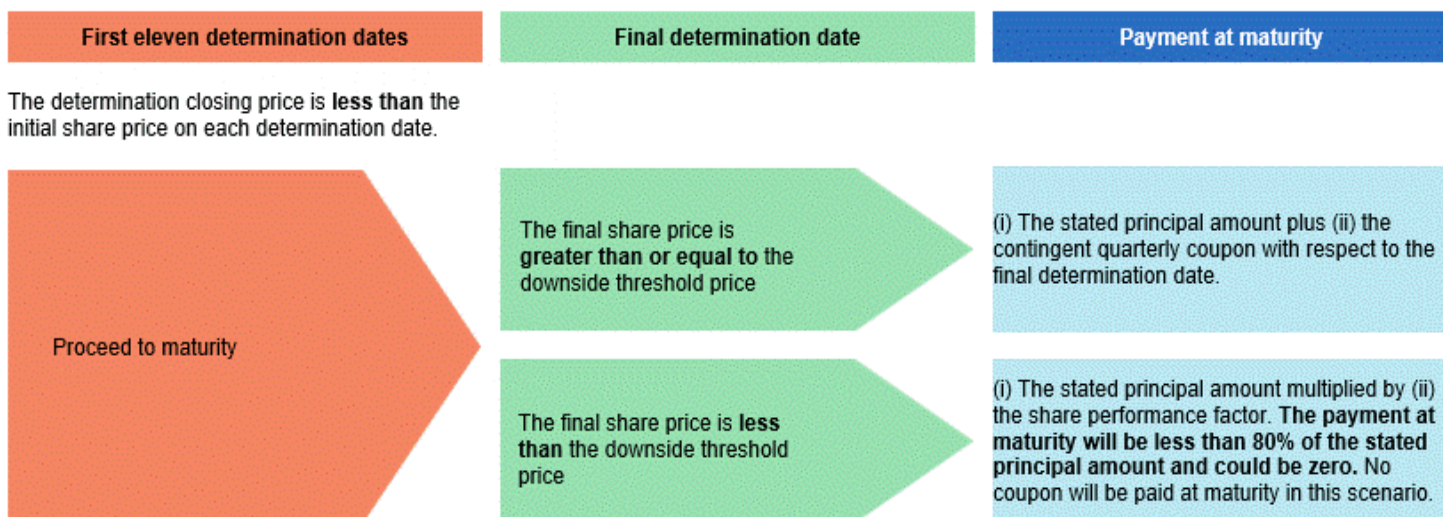 First eleven determination dates
Final determination date
Payment at maturity
The determination closing price is less than the
initial share price on each determination date.
Proceed to maturity
The final share price is
greater than or equal to the
downside threshold price
(i) The stated principal amount plus (ii) the
contingent quarterly coupon with respect to the
final determination date.
The final share price is less
than the downside threshold
price
(i) The stated principal amount multiplied by (ii)
the share performance factor. The payment at
maturity will be less than 80% of the stated
principal amount and could be zero. No
coupon will be paid at maturity in this scenario.